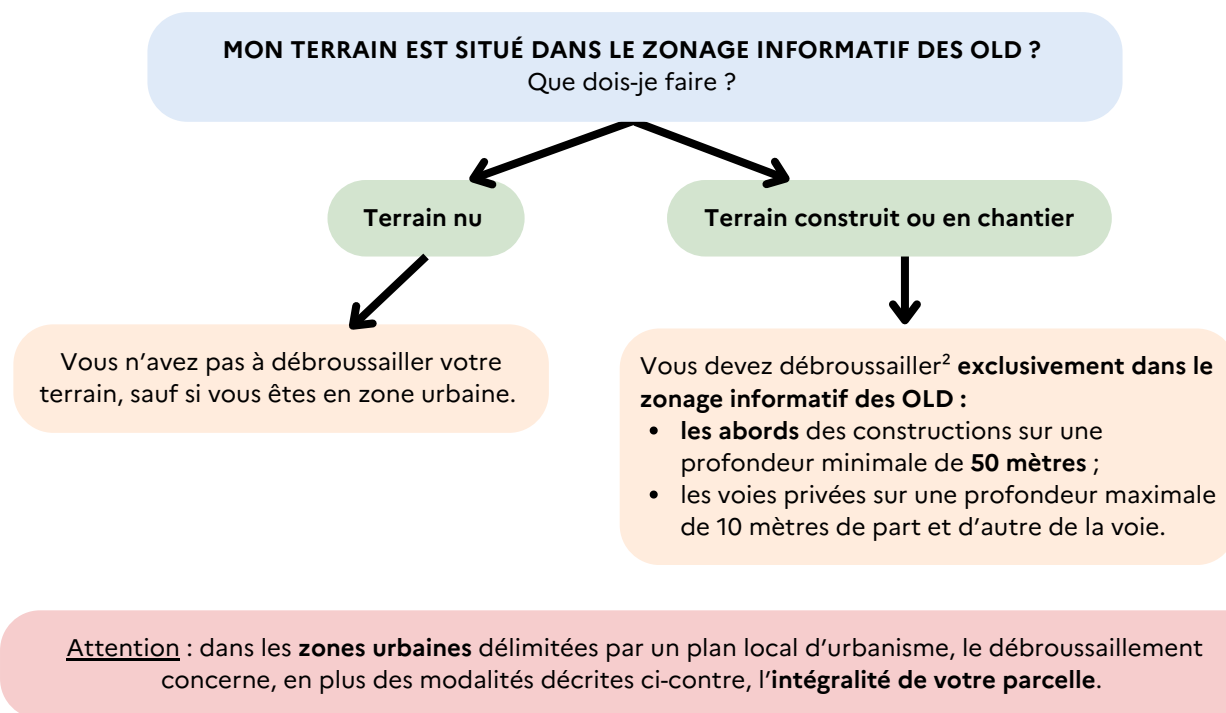 MON TERRAIN EST SITUÉ DANS LE ZONAGE INFORMATIF DES OLD ?
Que dois-je faire ?
Terrain nu
Terrain construit ou en chantier
Vous n’avez pas à débroussailler votre
terrain, sauf si vous êtes en zone urbaine.
Vous devez débroussailler² exclusivement dans le
zonage informatif des OLD :
• les abords des constructions sur une
profondeur minimale de 50 mètres ;
• les voies privées sur une profondeur maximale
de 10 mètres de part et d'autre de la voie.
Attention : dans les zones urbaines délimitées par un plan local d’urbanisme, le débroussaillement
concerne, en plus des modalités décrites ci-contre, l’intégralité de votre parcelle.